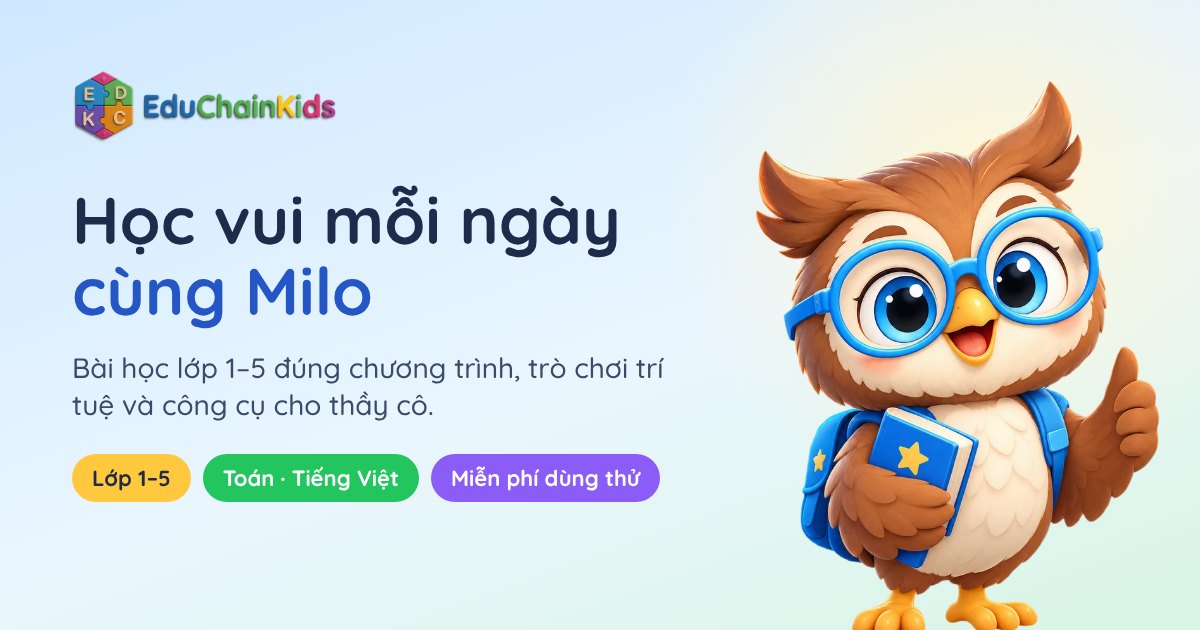 E D
K C
EduChainKids
Học vui mỗi ngày
cùng Milo
Bài học lớp 1–5 đúng chương trình, trò chơi trí
tuệ và công cụ cho thầy cô.
Lớp 1–5
Toán · Tiếng Việt
Miễn phí dùng thử